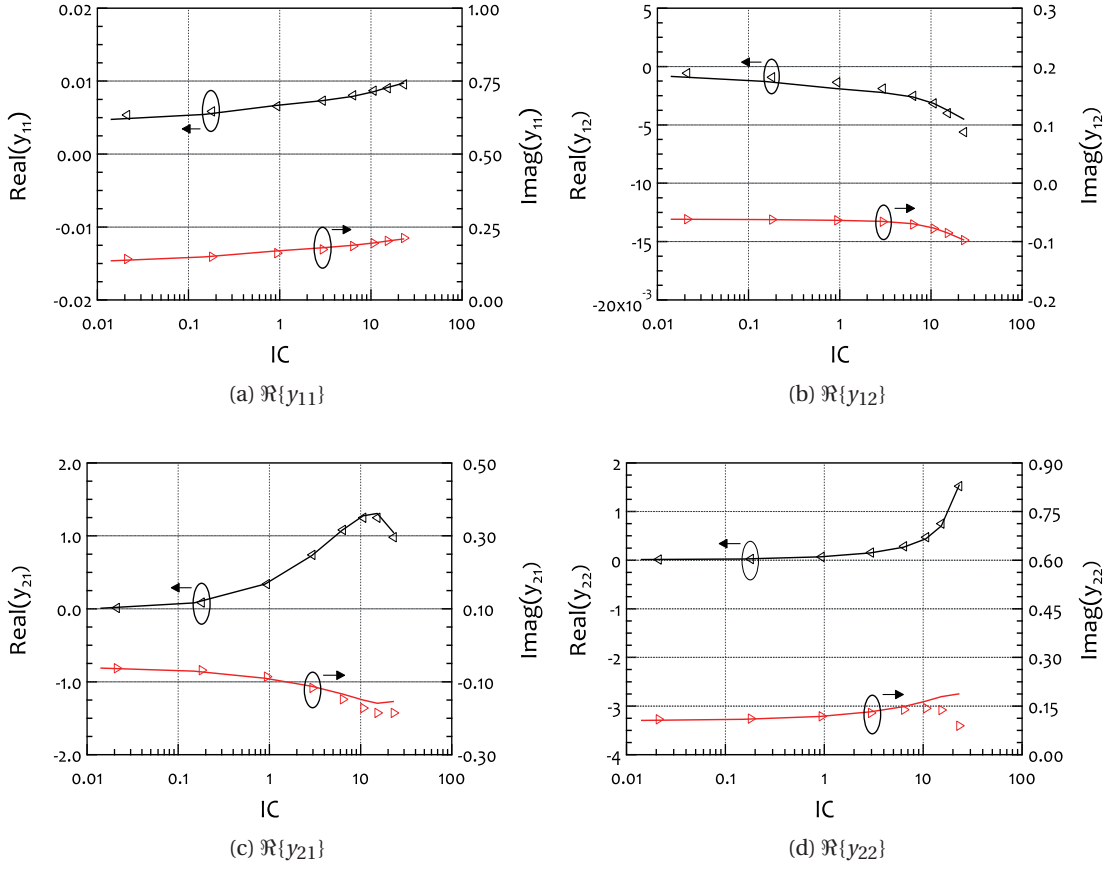 0.02
0.01
0.00
-0.01
-0.02
Real(y11)
1.00
0.75
0.50
0.25
0.00
Imag(y11)
0.01 0.1 1 10 100
IC
(a) ℜ{y11}
5
0
-5
-10
-15
-20x10-3
Real(y12)
0.3
0.2
0.1
0.0
-0.1
-0.2
Imag(y12)
0.01 0.1 1 10 100
IC
(b) ℜ{y12}
2.0
1.0
0.0
-1.0
-2.0
Real(y21)
0.50
0.30
0.10
-0.10
-0.30
Imag(y21)
0.01 0.1 1 10 100
IC
(c) ℜ{y21}
2
1
0
-1
-2
-3
-4
Real(y22)
0.90
0.75
0.60
0.45
0.30
0.15
0.00
Imag(y22)
0.01 0.1 1 10 100
IC
(d) ℜ{y22}